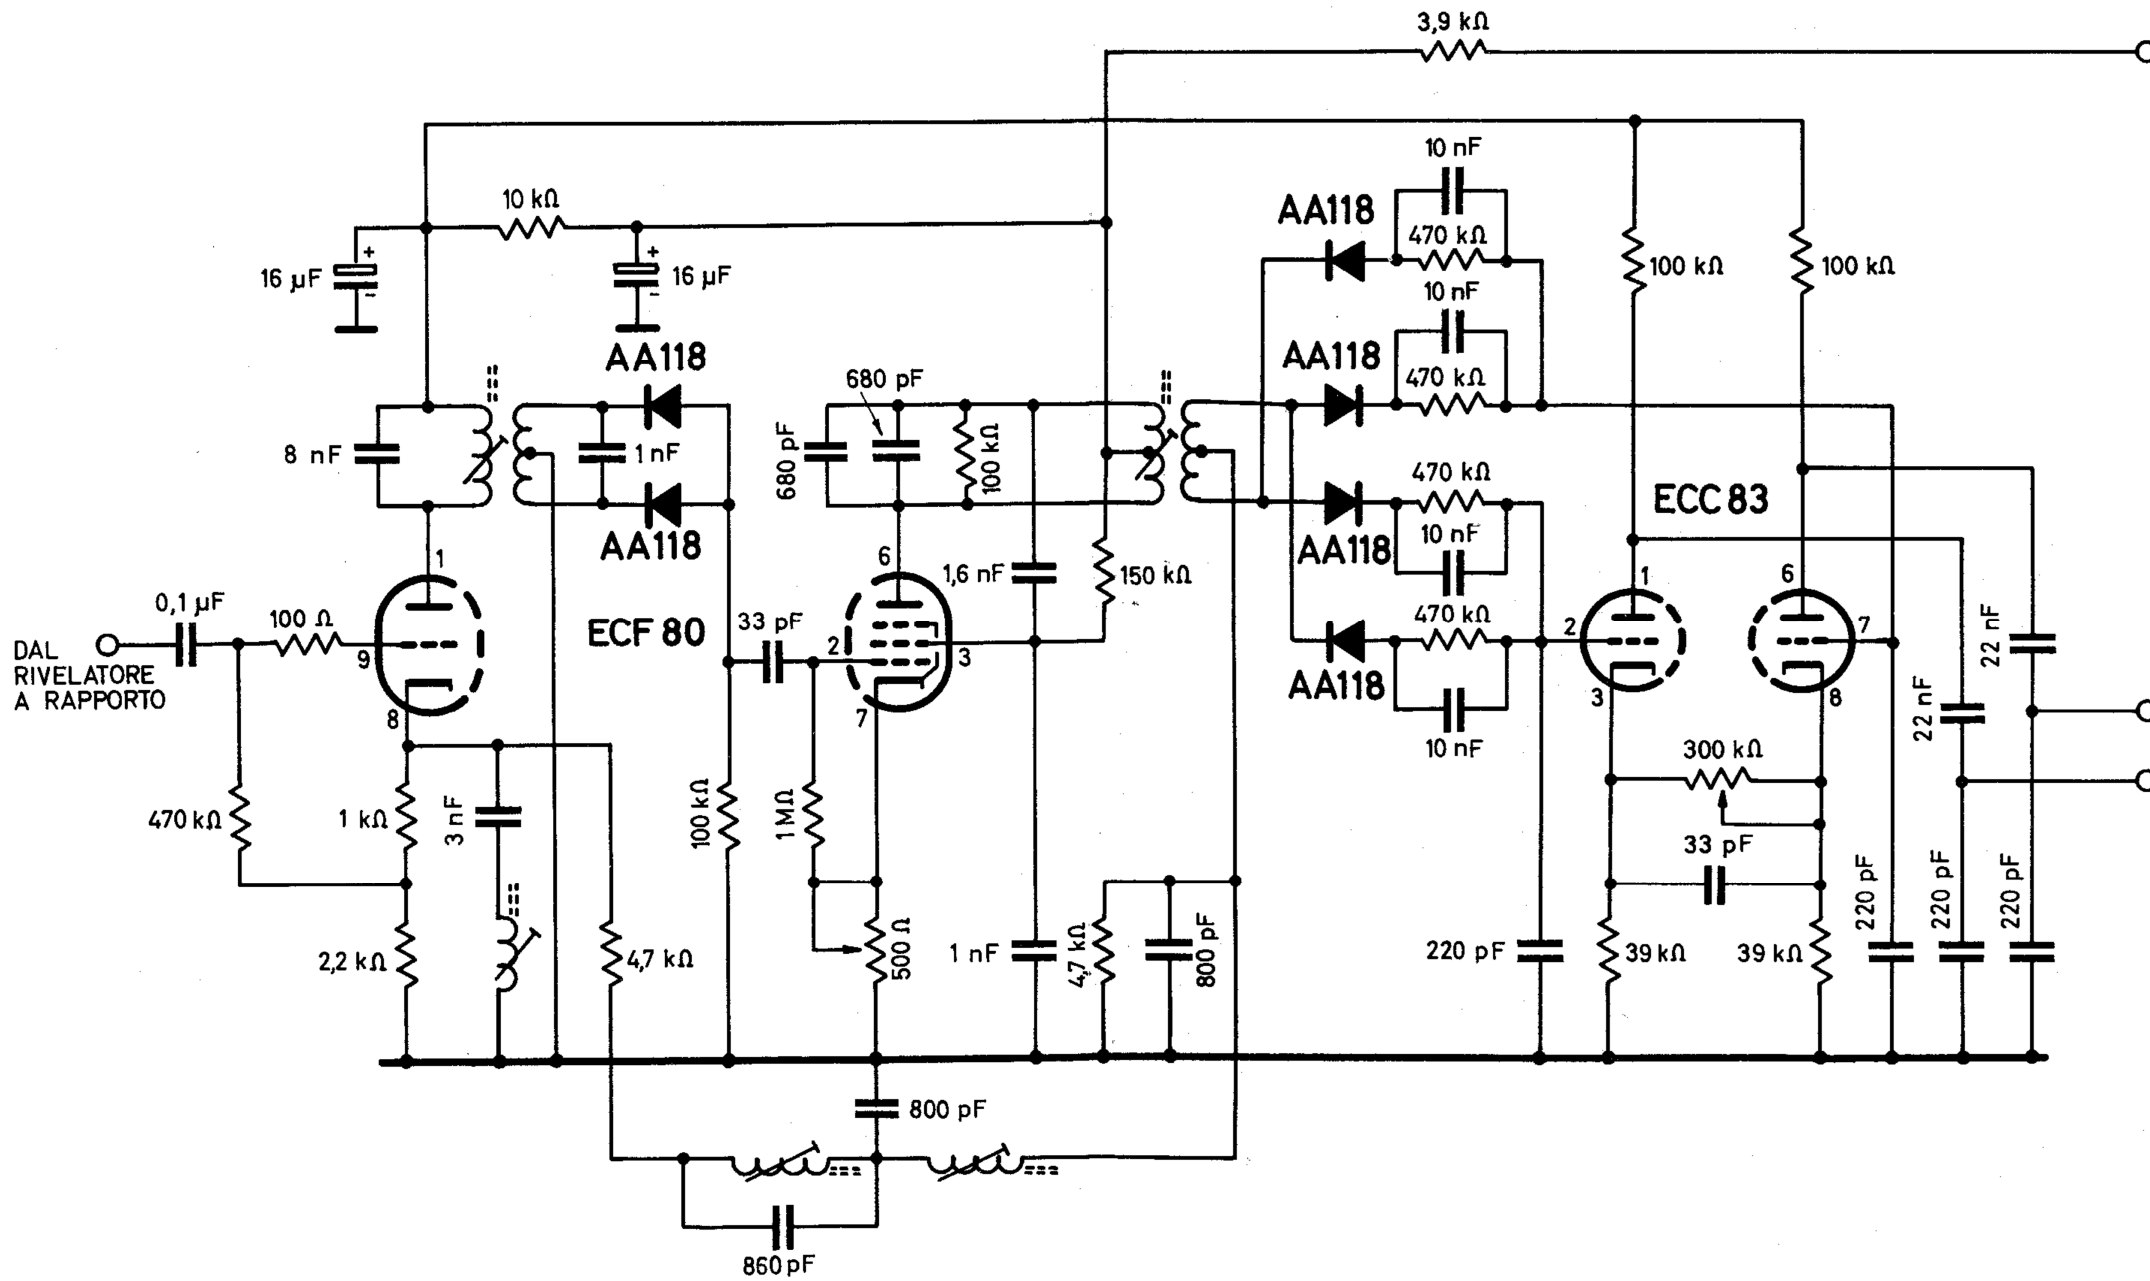 3,9 kΩ
10 nF
10 kΩ
AA118
470 kΩ
100 kΩ
100 kΩ
+
-
16 µF
+
-
16 µF
10 nF
AA118
AA118
470 kΩ
680 pF
8 nF
1 nF
680 pF
100 kΩ
470 kΩ
ECC 83
AA118
10 nF
AA118
1
6
1,6 nF
150 kΩ
1
6
0,1 µF
100 Ω
ECF 80
33 pF
470 kΩ
DAL
RIVELATORE
A RAPPORTO
9
2
3
2
7
22 nF
AA118
8
7
3
8
22 nF
10 nF
300 kΩ
470 kΩ
1 kΩ
3 nF
100 kΩ
1 MΩ
33 pF
2,2 kΩ
4,7 kΩ
500 Ω
1 nF
4,7 kΩ
800 pF
220 pF
39 kΩ
39 kΩ
220 pF
220 pF
220 pF
800 pF
860 pF